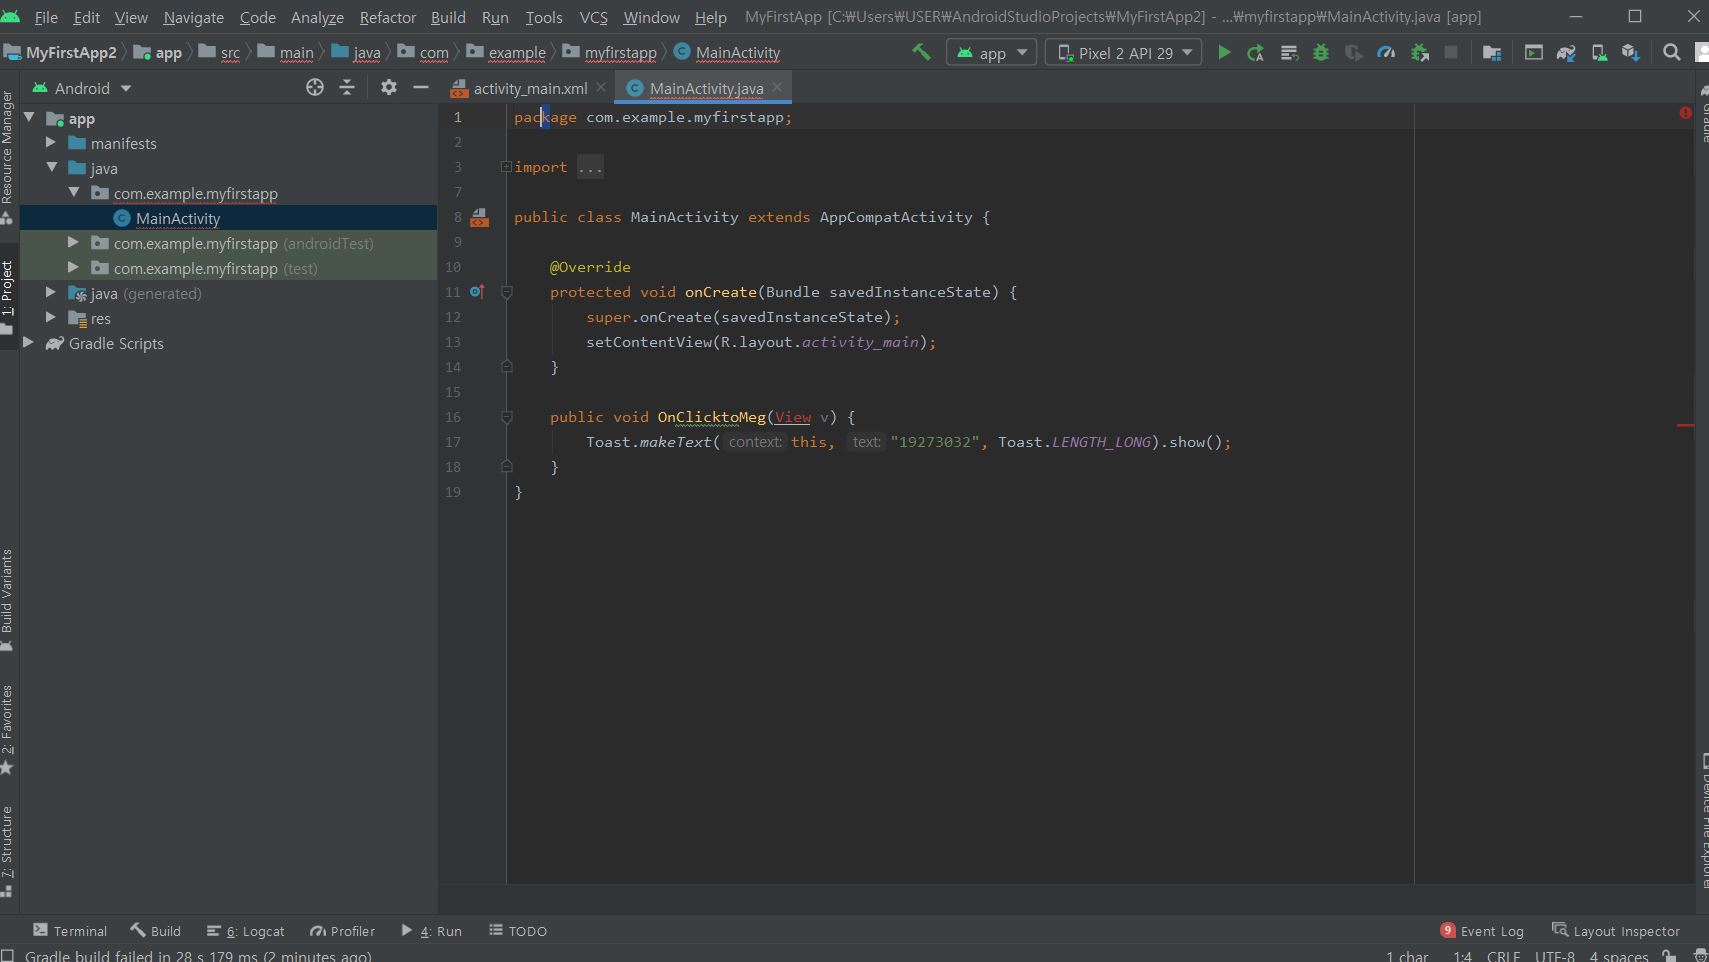 File Edit View Navigate Code Analyze Refactor Build Run Tools VCS Window Help MyFirstApp [C:₩Users₩USER₩AndroidStudioProjects₩MyFirstApp2] - ...₩myfirstapp₩MainActivity.java [app]
MyFirstApp2 app src main java com example myfirstapp MainActivity app Pixel 2 API 29
Android
activity_main.xml MainActivity.java
Resource Manager
1: Project
Build Variants
2: Favorites
7: Structure
app
manifests
java
com.example.myfirstapp
MainActivity
com.example.myfirstapp (androidTest)
com.example.myfirstapp (test)
java (generated)
res
Gradle Scripts
1 package com.example.myfirstapp;
2
3 import ...
7
8 public class MainActivity extends AppCompatActivity {
9
10 @Override
11 protected void onCreate(Bundle savedInstanceState) {
12 super.onCreate(savedInstanceState);
13 setContentView(R.layout.activity_main);
14 }
15
16 public void OnClicktoMeg(View v) {
17 Toast.makeText( context: this, text: "19273032", Toast.LENGTH_LONG).show();
18 }
19 }
Gradle
Device File Explorer
Terminal Build 6: Logcat Profiler 4: Run TODO 9 Event Log Layout Inspector
Gradle build failed in 28 s 179 ms (2 minutes ago) 1 char 1:4 CRLF UTF-8 4 spaces